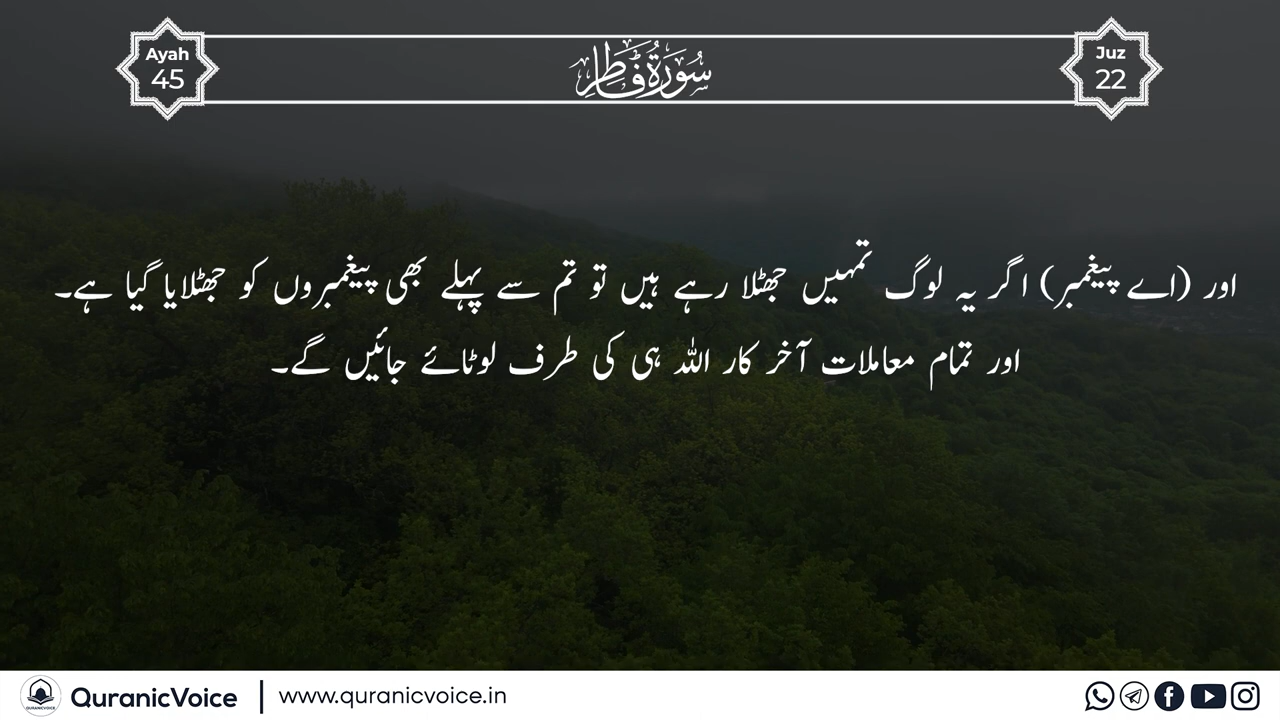 Ayah
45
سُورَةُ فَاطِر
Juz
22
اور (اے پیغمبر) اگر یہ لوگ تمہیں جھٹلا رہے ہیں تو تم سے پہلے بھی پیغمبروں کو جھٹلایا گیا ہے۔
اور تمام معاملات آخر کار اللہ ہی کی طرف لوٹائے جائیں گے۔
QURANICVOICE
QuranicVoice | www.quranicvoice.in